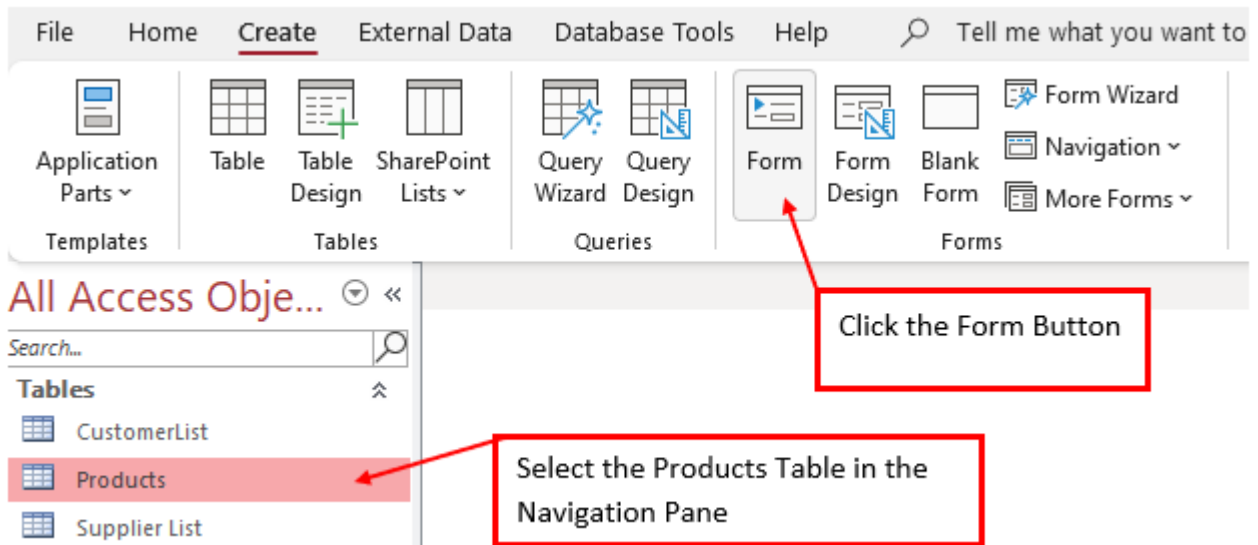 File Home Create External Data Database Tools Help Tell me what you want to
Application Parts
Table
Table Design
SharePoint Lists
Query Wizard
Query Design
Form
Form Design
Blank Form
Form Wizard
Navigation
More Forms
Templates Tables Queries Forms
All Access Obje...
Search...
Tables
CustomerList
Products
Supplier List
Click the Form Button
Select the Products Table in the
Navigation Pane